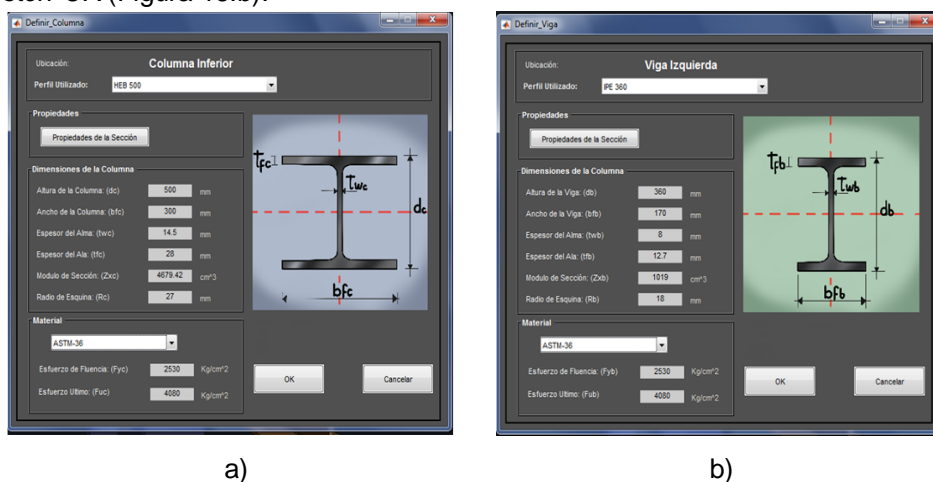 OK (Figura
Definir_Columna
Ubicación: Columna Inferior
Perfil Utilizado: HEB 500
Propiedades
Propiedades de la Sección
Dimensiones de la Columna
Altura de la Columna: (dc) 500 mm
Ancho de la Columna: (bfc) 300 mm
Espesor del Alma: (twc) 14.5 mm
Espesor del Ala: (tfc) 28 mm
Modulo de Sección: (Zxc) 4679.42 cm^3
Radio de Esquina: (Rc) 27 mm
Material
ASTM-36
Esfuerzo de Fluencia: (Fyc) 2530 Kg/cm^2
Esfuerzo Ultimo: (Fuc) 4080 Kg/cm^2
Tfc
Twc
dc
bfc
OK Cancelar
a)
Definir_Viga
Ubicación: Viga Izquierda
Perfil Utilizado: IPE 360
Propiedades
Propiedades de la Sección
Dimensiones de la Columna
Altura de la Viga: (db) 360 mm
Ancho de la Viga: (bfb) 170 mm
Espesor del Alma: (twb) 8 mm
Espesor del Ala: (tfb) 12.7 mm
Modulo de Sección: (Zxb) 1019 cm^3
Radio de Esquina: (Rb) 18 mm
Material
ASTM-36
Esfuerzo de Fluencia: (Fyb) 2530 Kg/cm^2
Esfuerzo Ultimo: (Fub) 4080 Kg/cm^2
Tfb
Twb
db
bfb
OK Cancelar
b)